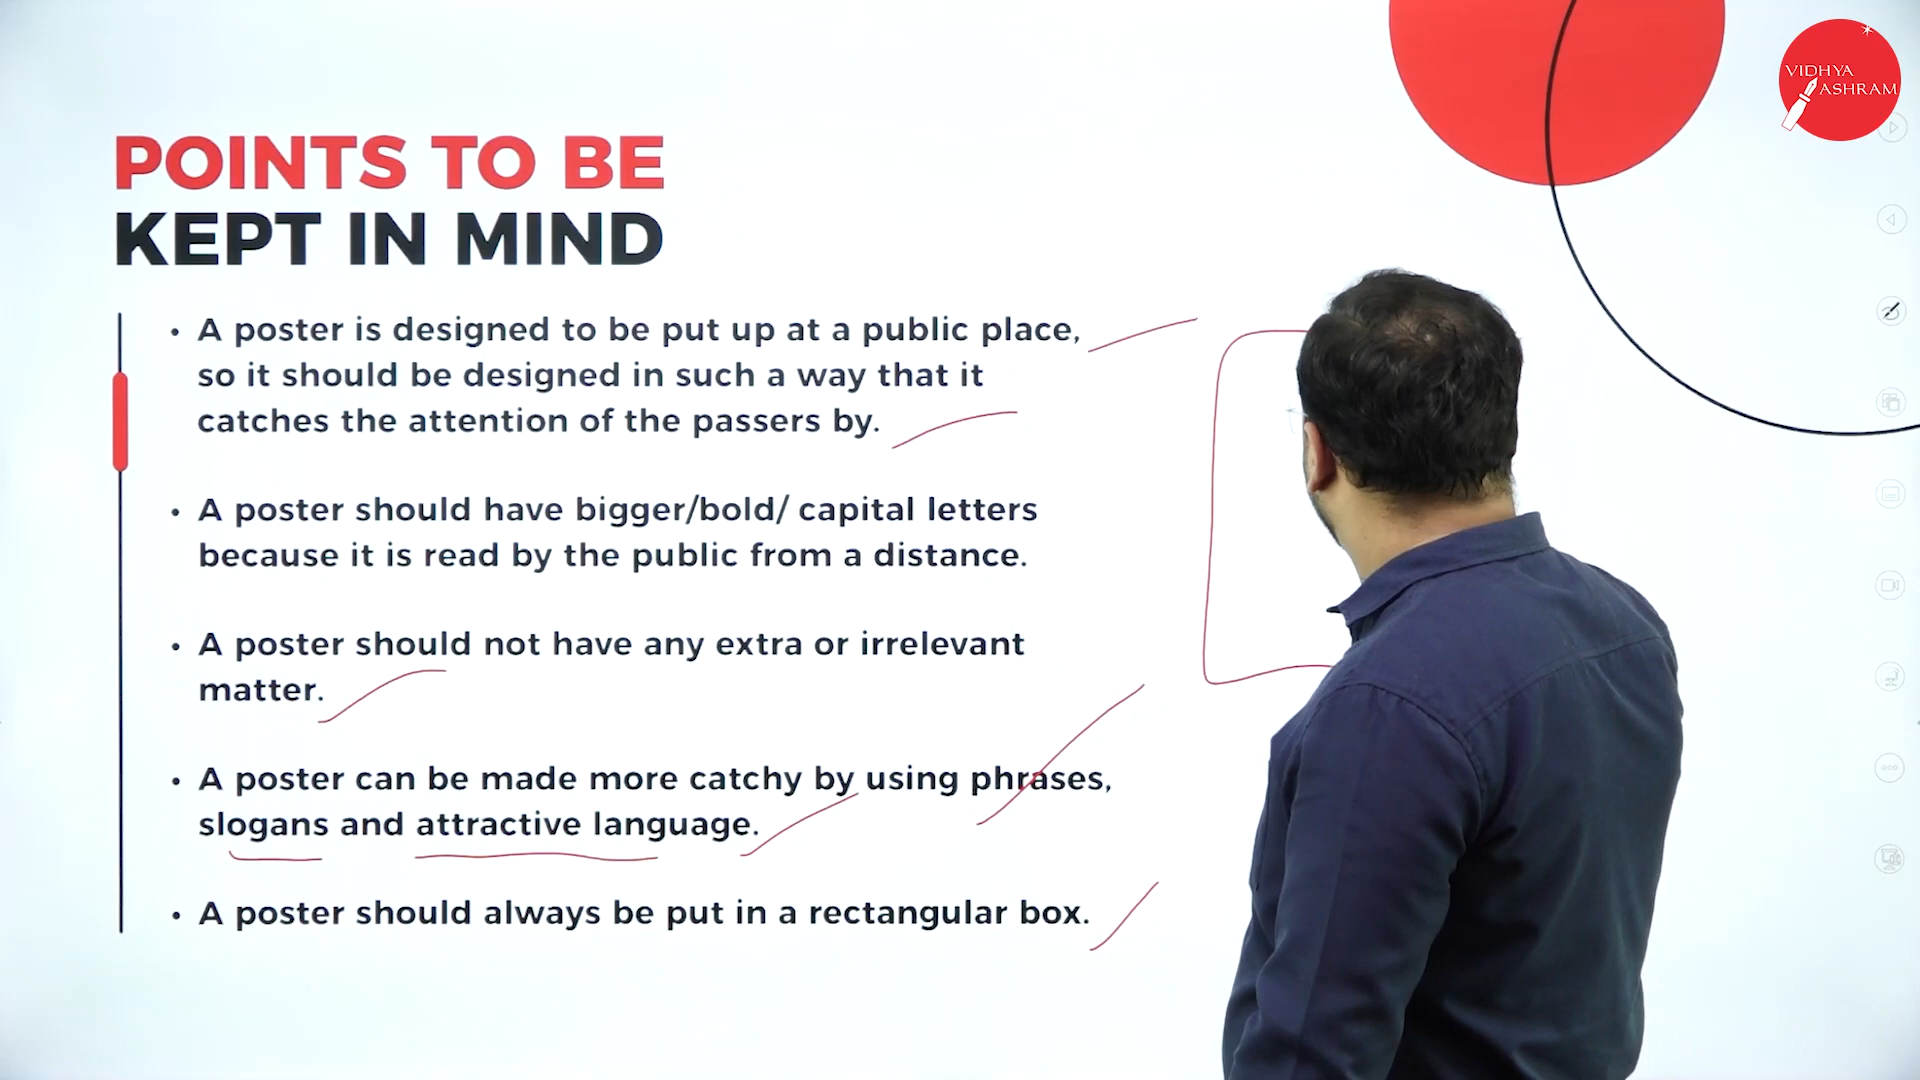 VIDHYA
ASHRAM
POINTS TO BE
KEPT IN MIND
• A poster is designed to be put up at a public place,
so it should be designed in such a way that it
catches the attention of the passers by.
• A poster should have bigger/bold/ capital letters
because it is read by the public from a distance.
• A poster should not have any extra or irrelevant
matter.
• A poster can be made more catchy by using phrases,
slogans and attractive language.
• A poster should always be put in a rectangular box.